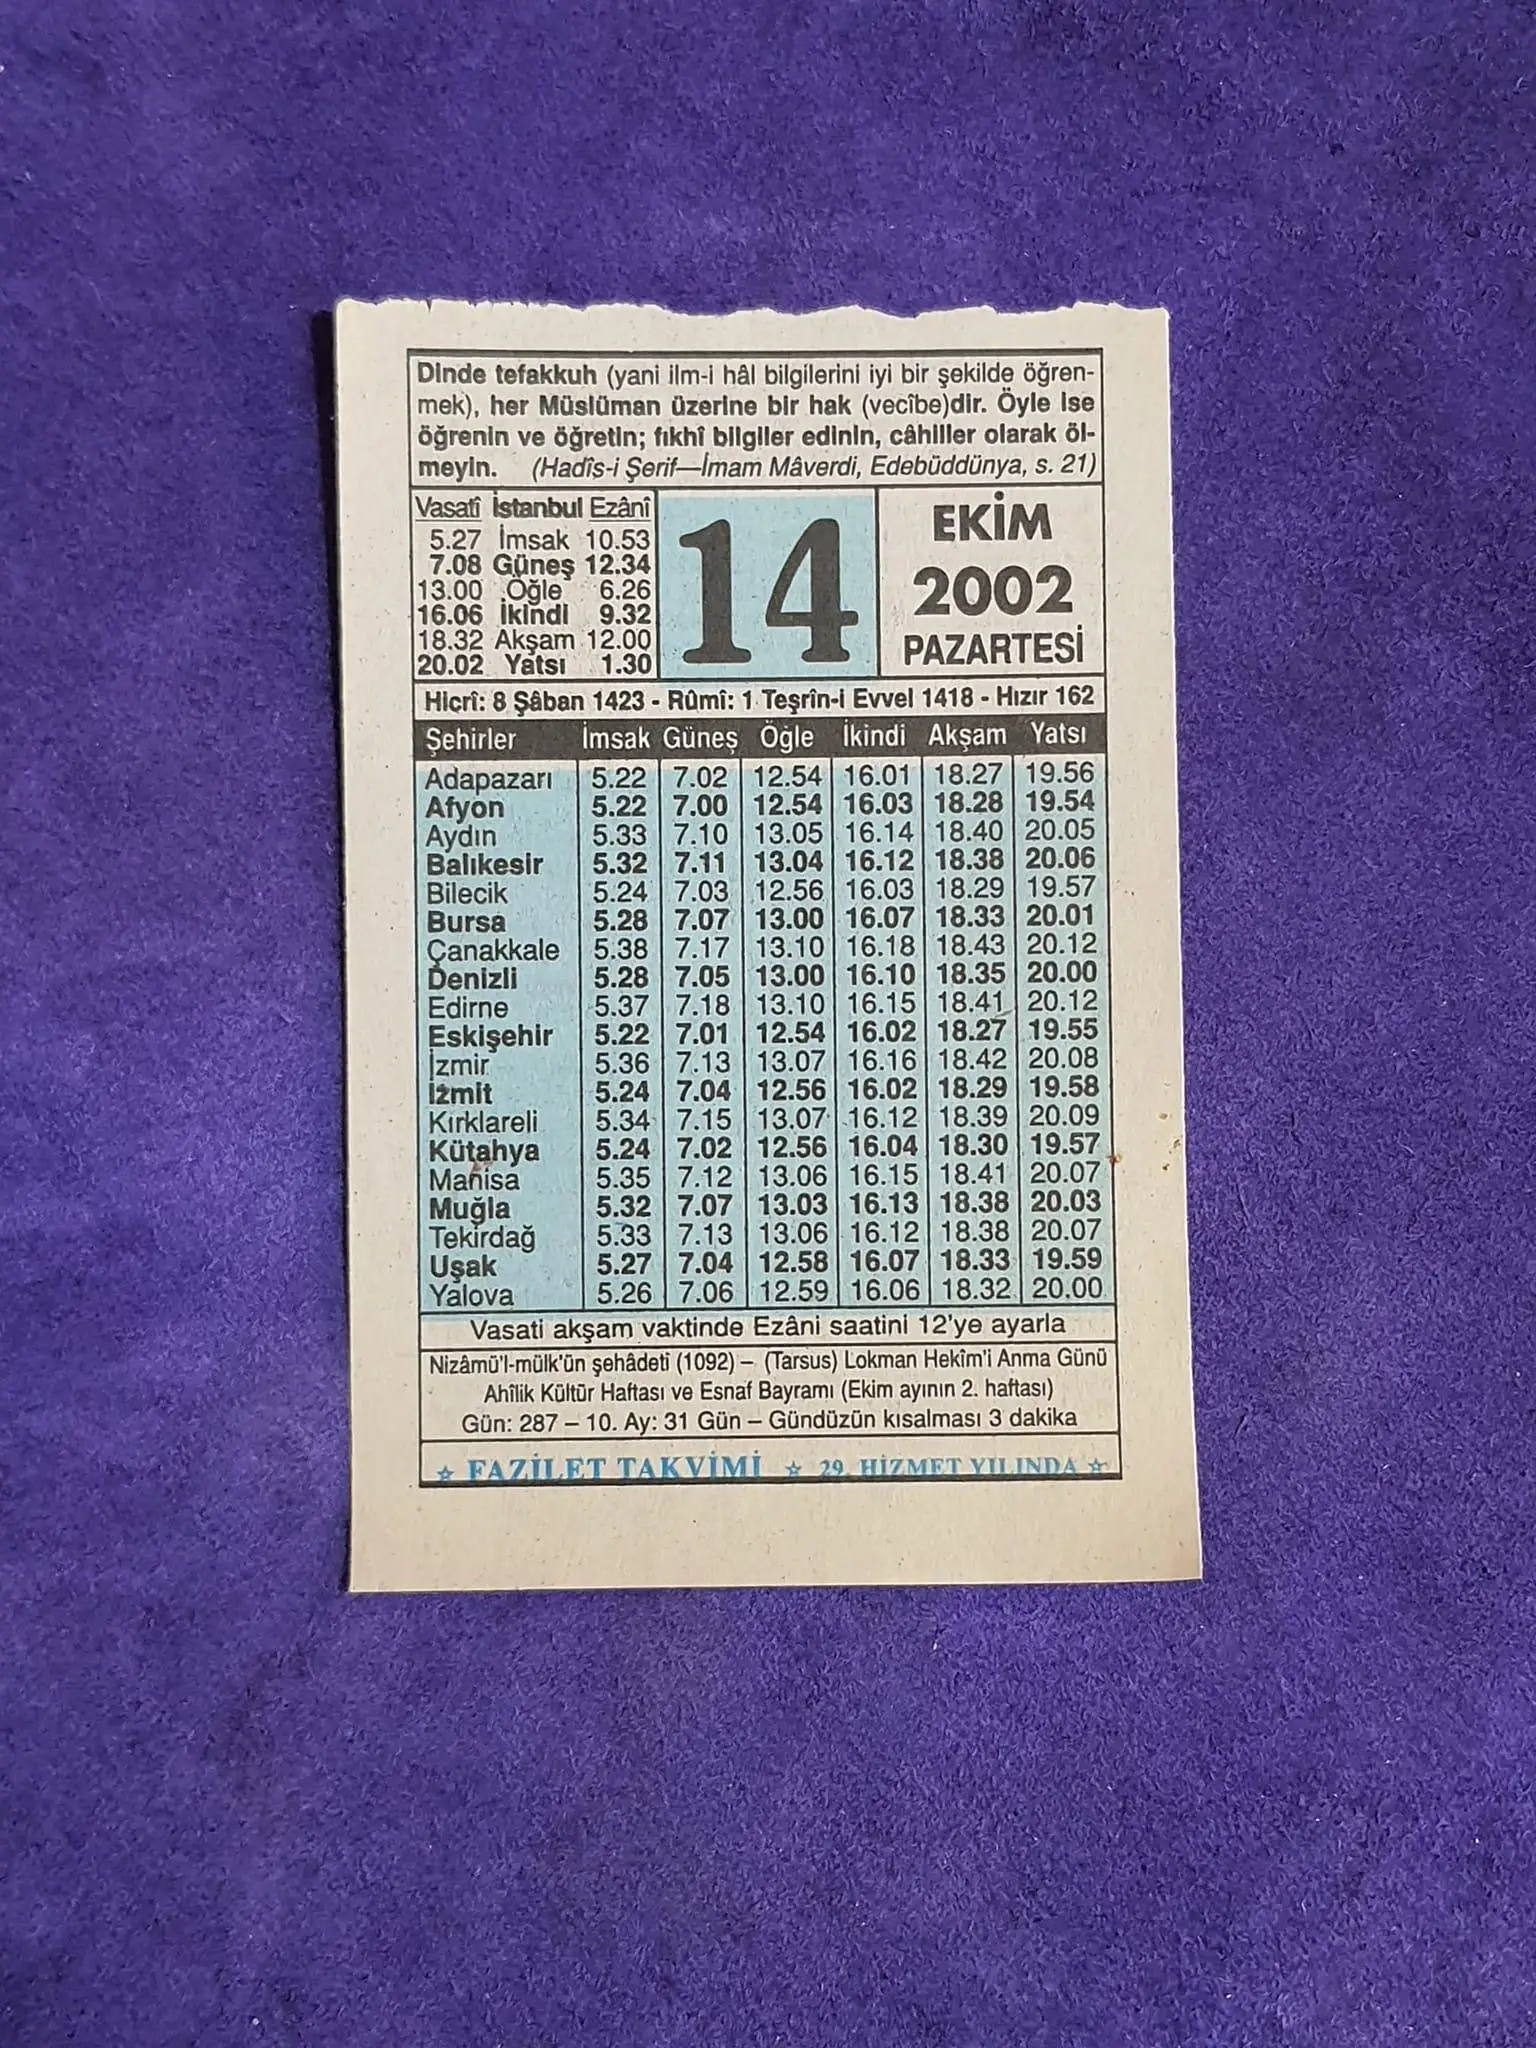 Dinde tefakkuh (yani ilm-i hâl bilgilerini iyi bir şekilde öğren-
mek), her Müslüman üzerine bir hak (vecîbe)dir. Öyle ise
öğrenin ve öğretin; fıkhî bilgiler edinin, câhiller olarak öl-
meyin. (Hadîs-i Şerif—İmam Mâverdi, Edebüddünya, s. 21)
Vasatî İstanbul Ezânî
5.27 İmsak 10.53
7.08 Güneş 12.34
13.00 Öğle 6.26
16.06 İkindi 9.32
18.32 Akşam 12.00
20.02 Yatsı 1.30
14
EKİM
2002
PAZARTESİ
Hicrî: 8 Şâban 1423 - Rûmî: 1 Teşrîn-i Evvel 1418 - Hızır 162
Şehirler İmsak Güneş Öğle İkindi Akşam Yatsı
Adapazarı 5.22 7.02 12.54 16.01 18.27 19.56
Afyon 5.22 7.00 12.54 16.03 18.28 19.54
Aydın 5.33 7.10 13.05 16.14 18.40 20.05
Balıkesir 5.32 7.11 13.04 16.12 18.38 20.06
Bilecik 5.24 7.03 12.56 16.03 18.29 19.57
Bursa 5.28 7.07 13.00 16.07 18.33 20.01
Çanakkale 5.38 7.17 13.10 16.18 18.43 20.12
Denizli 5.28 7.05 13.00 16.10 18.35 20.00
Edirne 5.37 7.18 13.10 16.15 18.41 20.12
Eskişehir 5.22 7.01 12.54 16.02 18.27 19.55
İzmir 5.36 7.13 13.07 16.16 18.42 20.08
İzmit 5.24 7.04 12.56 16.02 18.29 19.58
Kırklareli 5.34 7.15 13.07 16.12 18.39 20.09
Kütahya 5.24 7.02 12.56 16.04 18.30 19.57
Manisa 5.35 7.12 13.06 16.15 18.41 20.07
Muğla 5.32 7.07 13.03 16.13 18.38 20.03
Tekirdağ 5.33 7.13 13.06 16.12 18.38 20.07
Uşak 5.27 7.04 12.58 16.07 18.33 19.59
Yalova 5.26 7.06 12.59 16.06 18.32 20.00
Vasati akşam vaktinde Ezâni saatini 12'ye ayarla
Nizâmü'l-mülk'ün şehâdeti (1092) – (Tarsus) Lokman Hekîm'i Anma Günü
Ahîlik Kültür Haftası ve Esnaf Bayramı (Ekim ayının 2. haftası)
Gün: 287 – 10. Ay: 31 Gün – Gündüzün kısalması 3 dakika
☆ FAZİLET TAKVİMİ ☆ 29. HİZMET YILINDA ☆